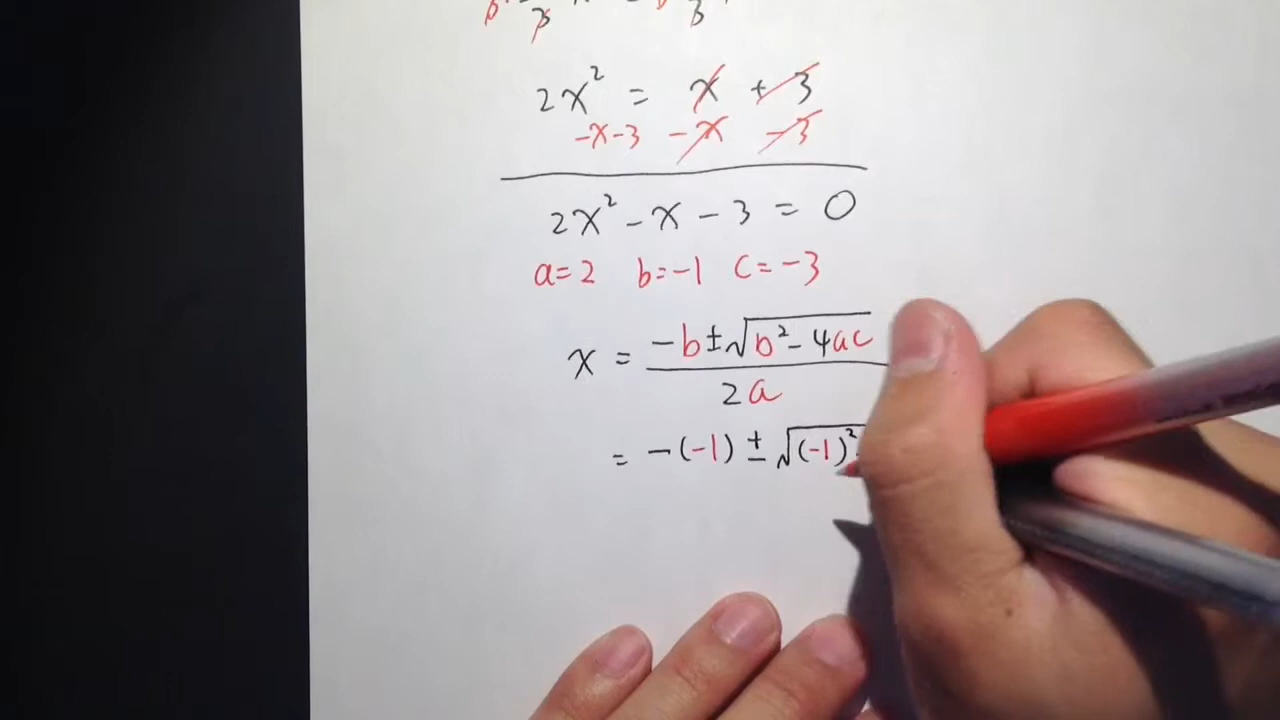 2x² = x + 3
-x-3 -x -3
2x² - x - 3 = 0
a=2 b=-1 c=-3
x = -b±√b²-4ac
2a
= -(-1) ± √(-1)²